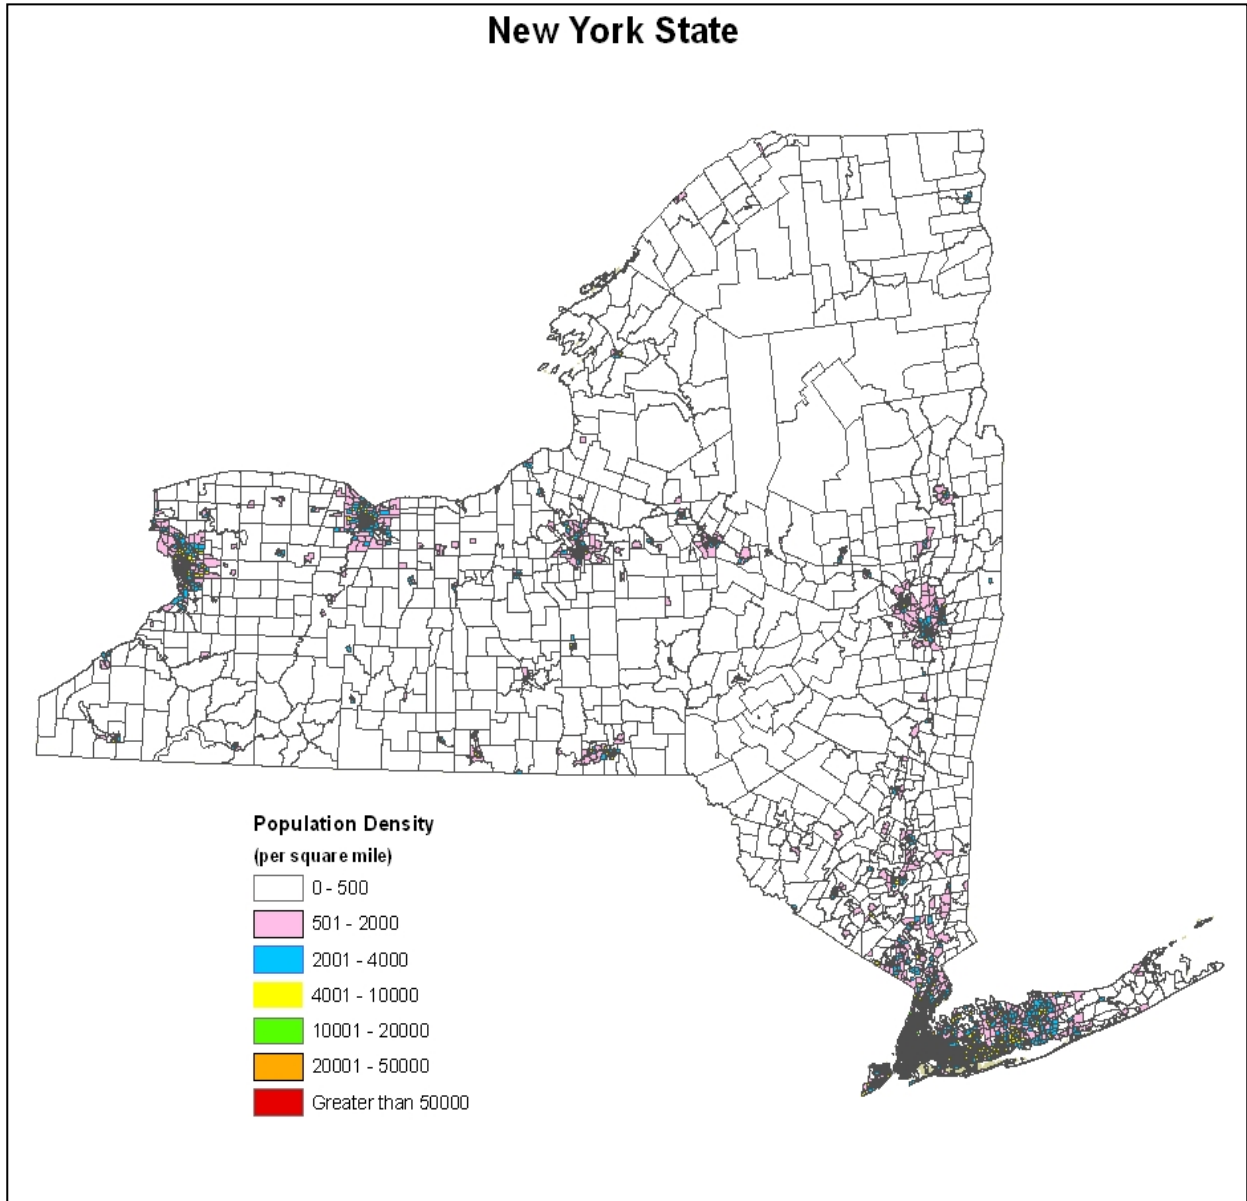 New York State
Population Density
(per square mile)
0 - 500
501 - 2000
2001 - 4000
4001 - 10000
10001 - 20000
20001 - 50000
Greater than 50000